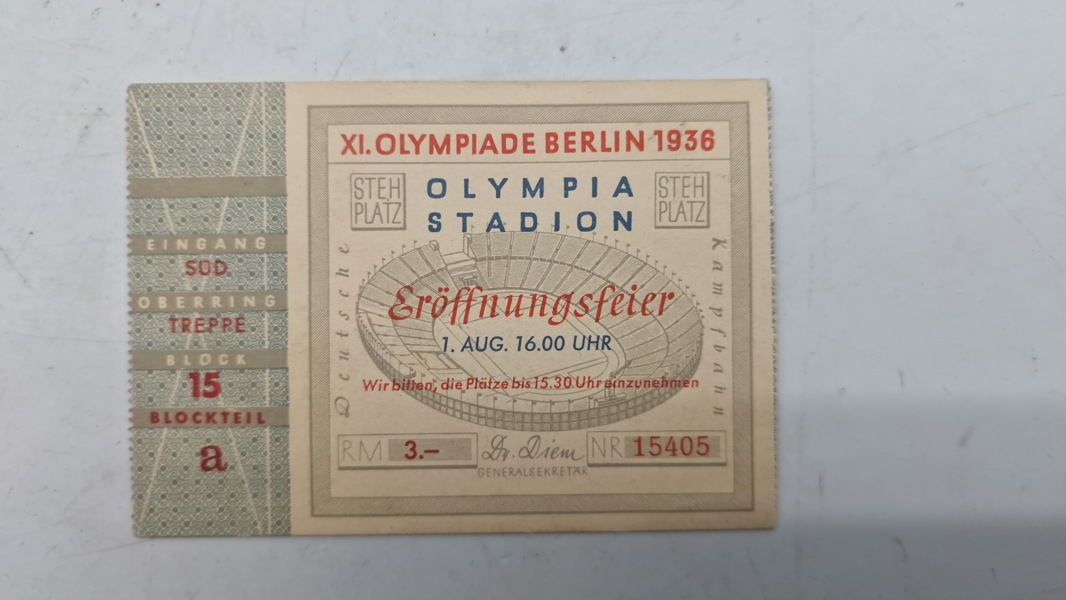 EINGANG
SÜD
OBERRING
TREPPE
BLOCK
15
BLOCKTEIL
a
XI. OLYMPIADE BERLIN 1936
STEH
PLATZ
OLYMPIA
STADION
STEH
PLATZ
Deutsche
Kampfbahn
Eröffnungsfeier
1. AUG. 16.00 UHR
Wir bitten, die Plätze bis 15.30 Uhr einzunehmen
RM 3.–
Dr. Diem
GENERALSEKRETÄR
NR 15405